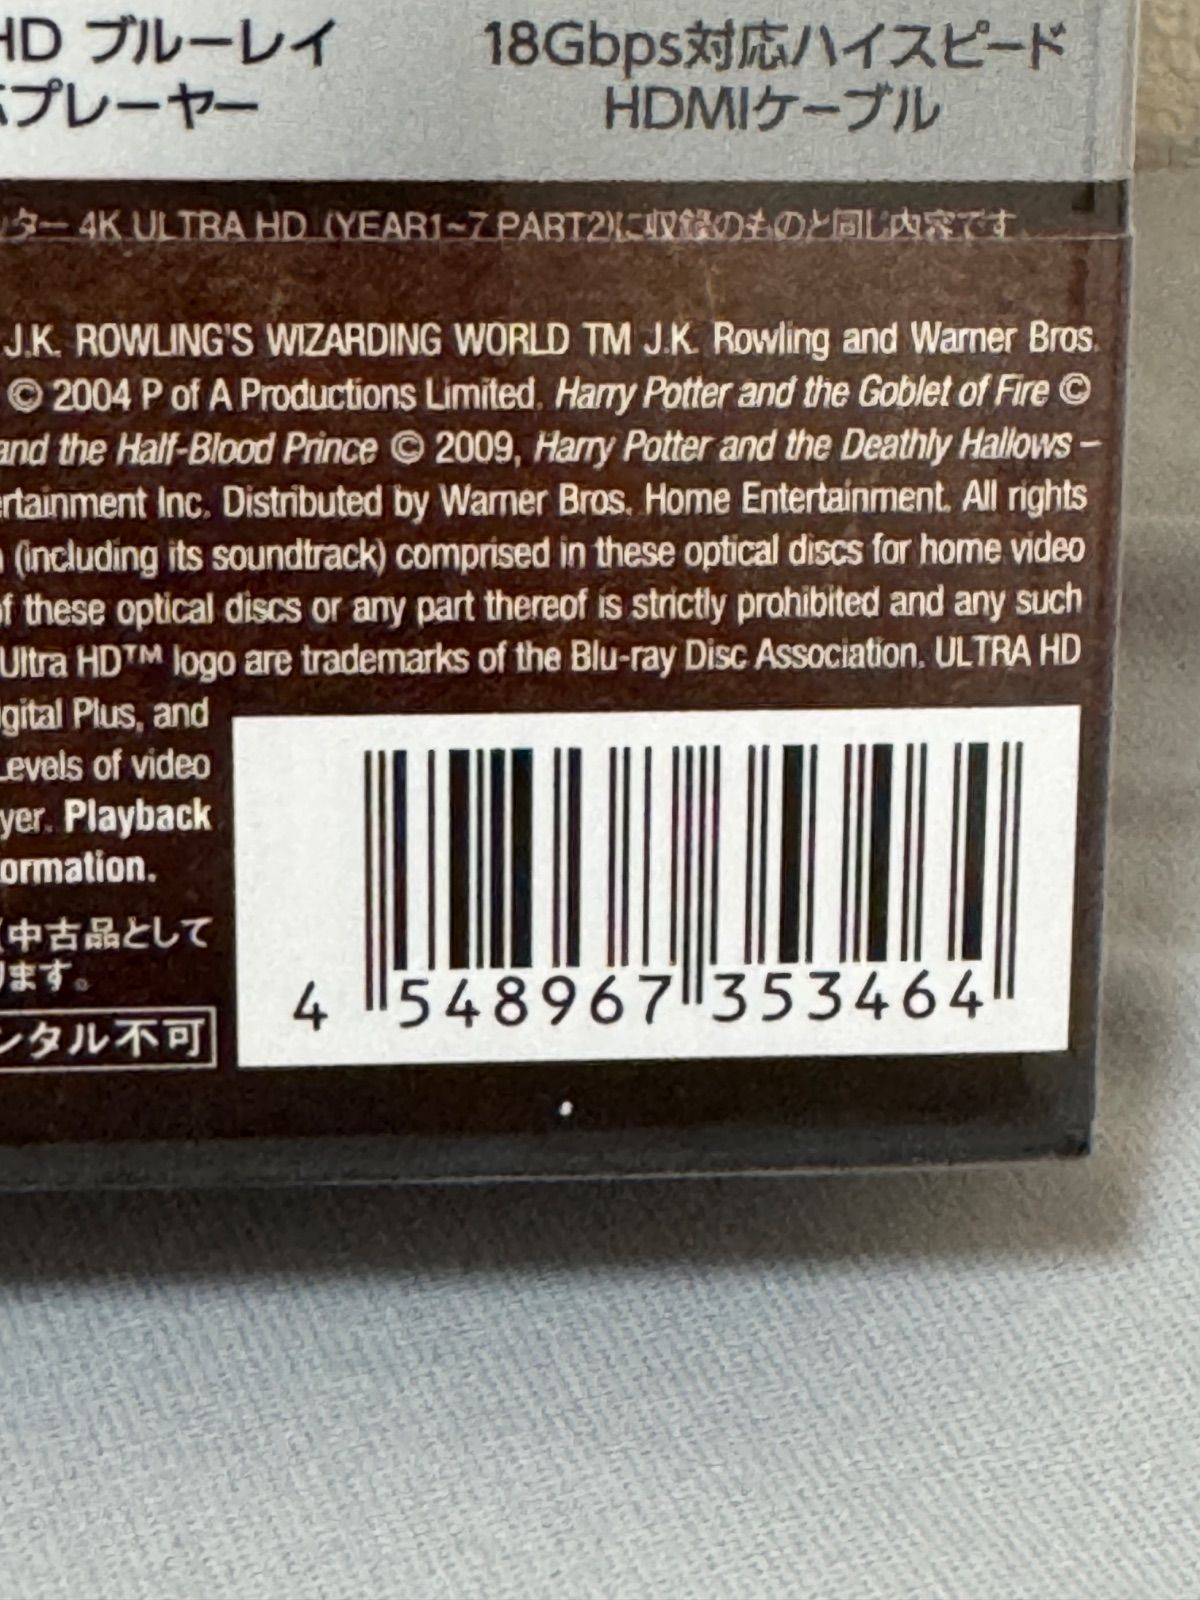 HD ブルーレイ
プレーヤー
18Gbps対応ハイスピード
HDMIケーブル
ター 4K ULTRA HD (YEAR1~7 PART2)に収録のものと同じ内容です
J.K. ROWLING'S WIZARDING WORLD TM J.K. Rowling and Warner Bros.
© 2004 P of A Productions Limited. Harry Potter and the Goblet of Fire ©
and the Half-Blood Prince © 2009, Harry Potter and the Deathly Hallows –
ertainment Inc. Distributed by Warner Bros. Home Entertainment. All rights
(including its soundtrack) comprised in these optical discs for home video
of these optical discs or any part thereof is strictly prohibited and any such
Ultra HD™ logo are trademarks of the Blu-ray Disc Association. ULTRA HD
igital Plus, and
Levels of video
yer. Playback
ormation.
(中古品として
ります。
ンタル不可
4 548967 353464